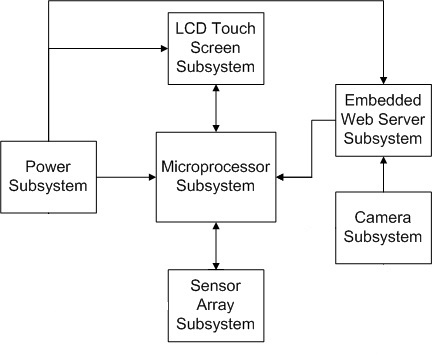 LCD Touch
Screen
Subsystem
Embedded
Web Server
Subsystem
Power
Subsystem
Microprocessor
Subsystem
Camera
Subsystem
Sensor
Array
Subsystem